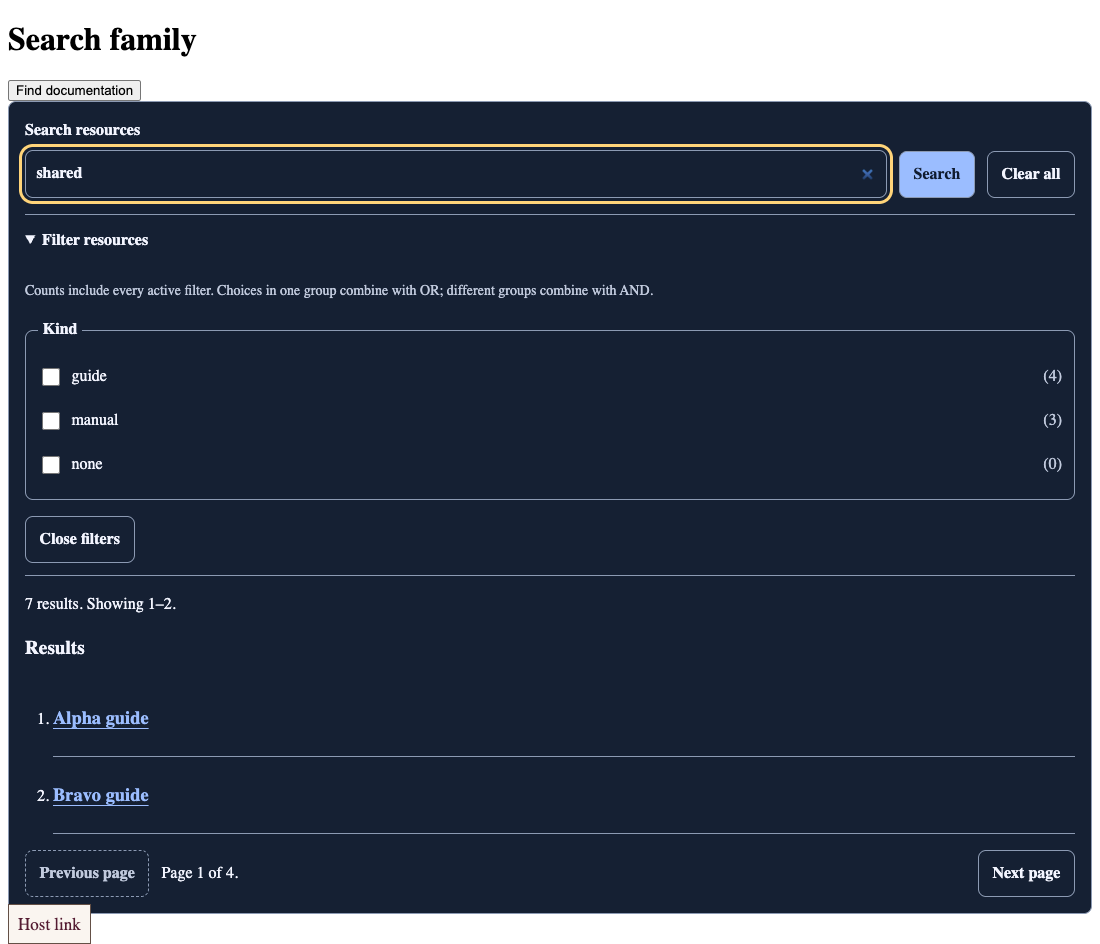 Search family
Find documentation
Search resources
shared
Search
Clear all
Filter resources
Counts include every active filter. Choices in one group combine with OR; different groups combine with AND.
Kind
guide (4)
manual (3)
none (0)
Close filters
7 results. Showing 1–2.
Results
1. Alpha guide
2. Bravo guide
Previous page
Page 1 of 4.
Next page
Host link